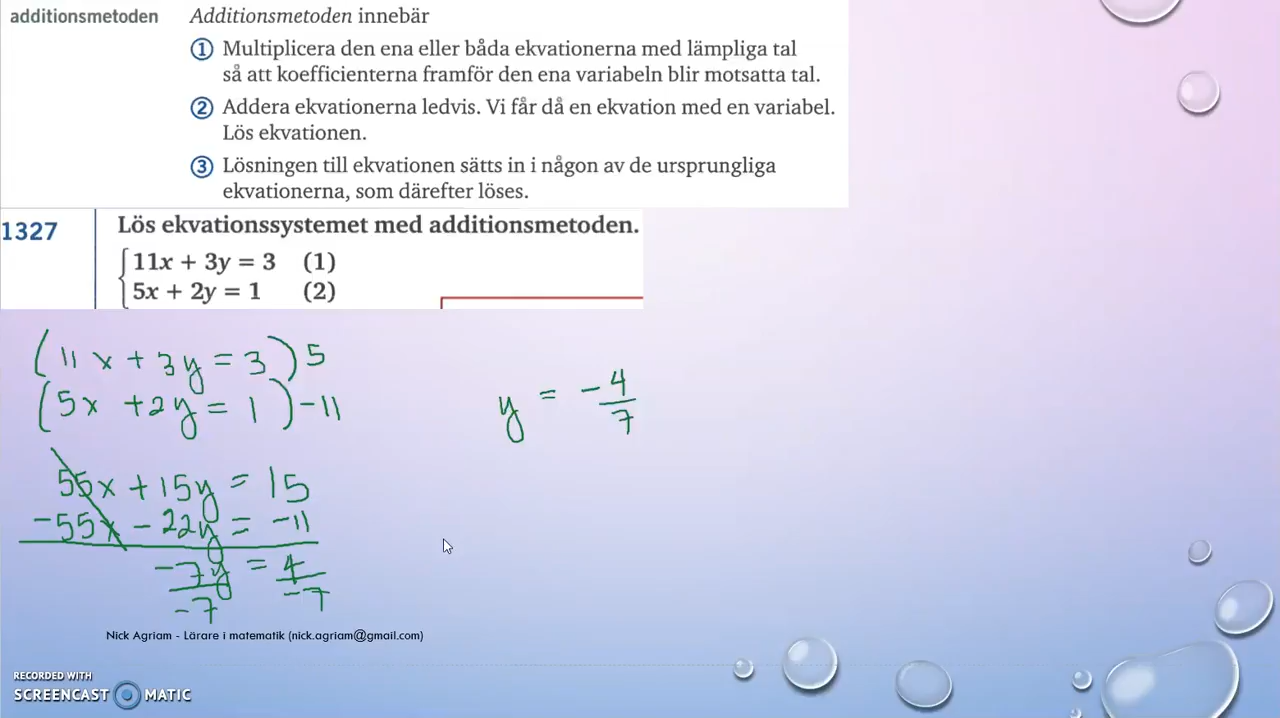 additionsmetoden Additionsmetoden innebär
① Multiplicera den ena eller båda ekvationerna med lämpliga tal
så att koefficienterna framför den ena variabeln blir motsatta tal.
② Addera ekvationerna ledvis. Vi får då en ekvation med en variabel.
Lös ekvationen.
③ Lösningen till ekvationen sätts in i någon av de ursprungliga
ekvationerna, som därefter löses.
1327 Lös ekvationssystemet med additionsmetoden.
11x + 3y = 3 (1)
5x + 2y = 1 (2)
(11x + 3y = 3) 5
(5x + 2y = 1) -11
55x + 15y = 15
-55x - 22y = -11
-7y = 4
-7 -7
y = -4/7
Nick Agriam - Lärare i matematik (nick.agriam@gmail.com)
RECORDED WITH
SCREENCAST MATIC